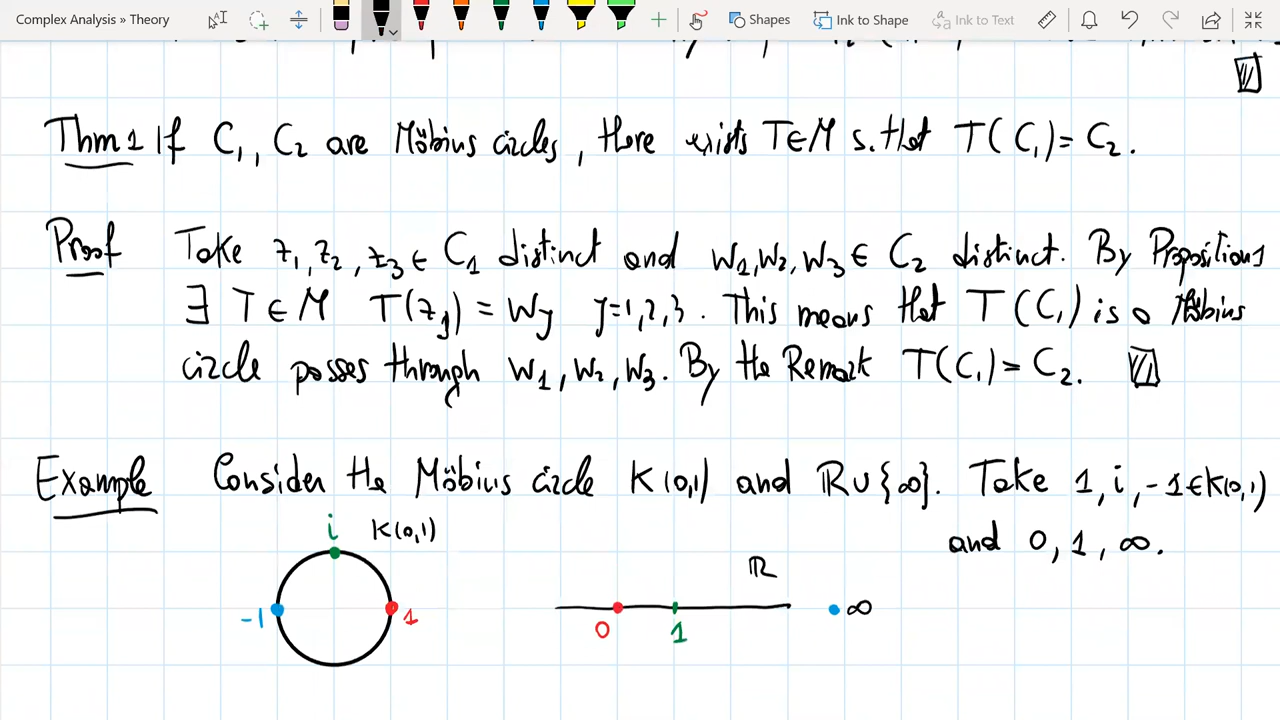 Complex Analysis » Theory
Shapes
Ink to Shape
Ink to Text
Thm 1 If C₁, C₂ are Möbius circles, there exists T∈M s. that T(C₁)=C₂.
Proof Take z₁, z₂, z₃ ∈ C₁ distinct and w₁, w₂, w₃ ∈ C₂ distinct. By Propositions
∃ T∈M T(zⱼ) = wⱼ j=1,2,3. This means that T(C₁) is a Möbius
circle passes through w₁, w₂, w₃. By the Remark T(C₁)=C₂.
Example Consider the Möbius circle K(0,1) and ℝ∪{∞}. Take 1, i, -1∈K(0,1)
and 0, 1, ∞.
i K(0,1)
ℝ
-1 1
0 1 ∞